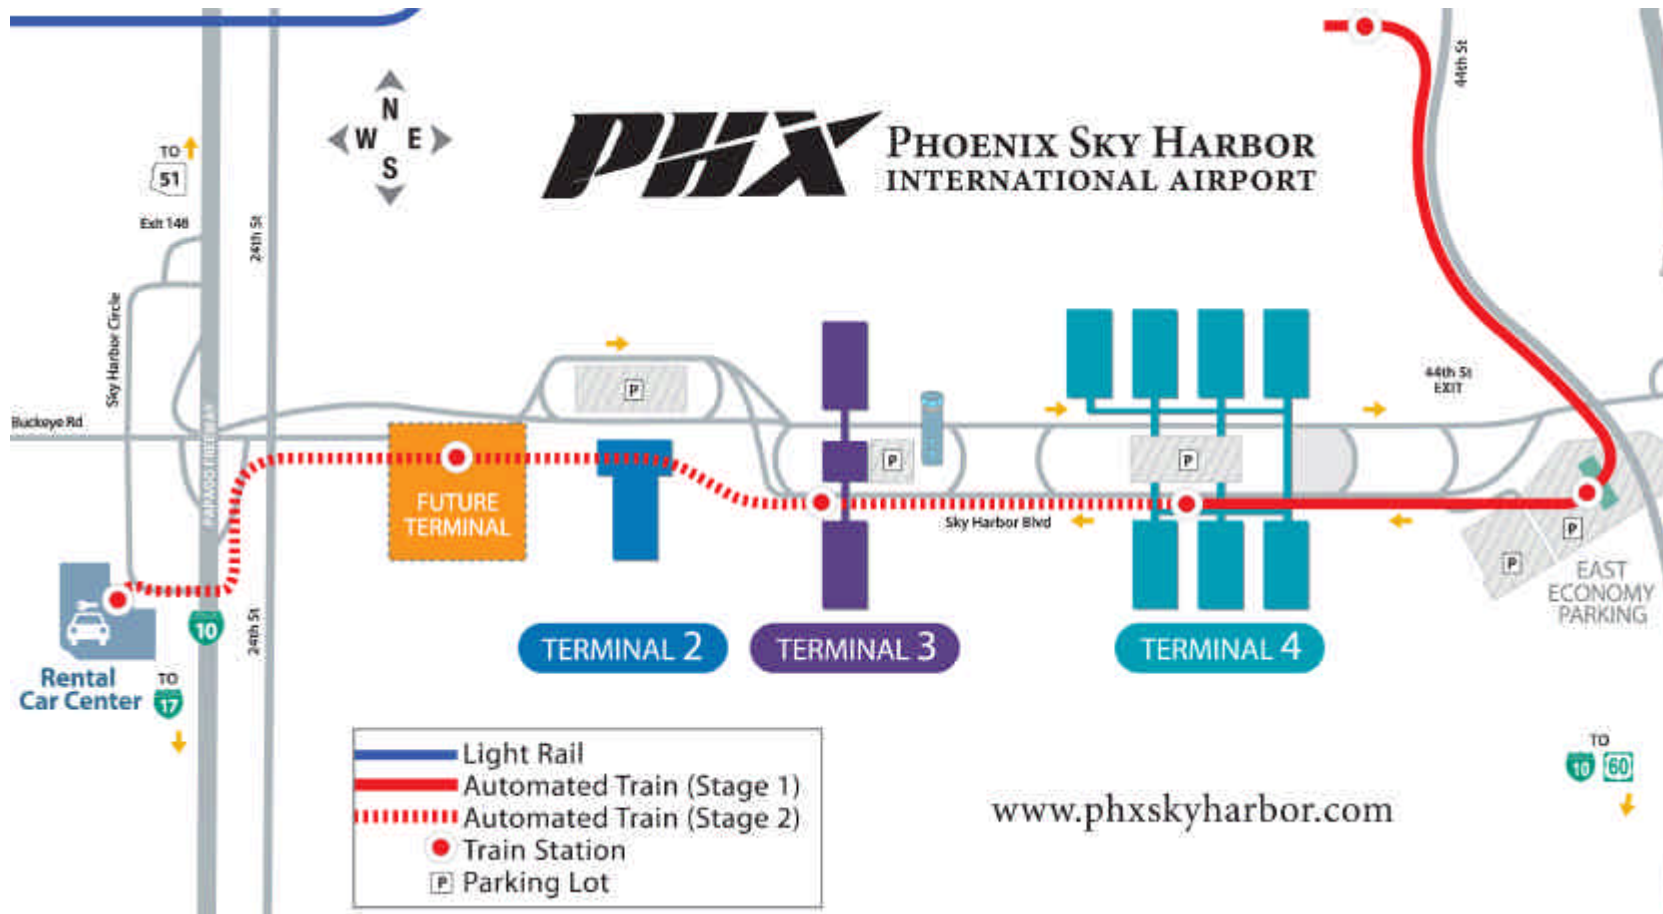 N
W E
S
PHX
PHOENIX SKY HARBOR
INTERNATIONAL AIRPORT
44th St
TO
51
Exit 148
24th St
Sky Harbor Circle
Buckeye Rd
PAPAGO FREEWAY
P
P
P
44th St
EXIT
FUTURE
TERMINAL
Sky Harbor Blvd
P
P
EAST
ECONOMY
PARKING
10
24th St
Rental
Car Center
TO
17
TERMINAL 2
TERMINAL 3
TERMINAL 4
Light Rail
Automated Train (Stage 1)
Automated Train (Stage 2)
Train Station
P Parking Lot
www.phxskyharbor.com
TO
10 60